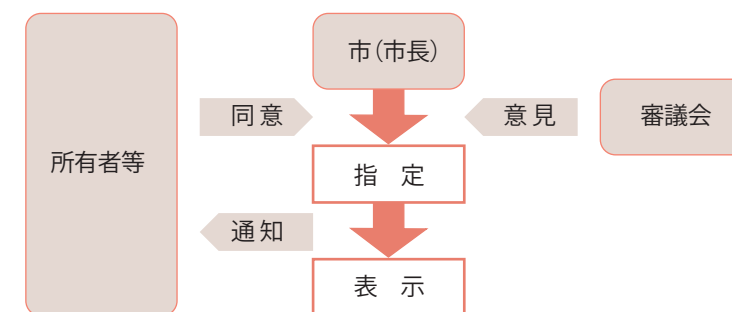 市(市長)
同意
意見
審議会
所有者等
指 定
通知
表 示